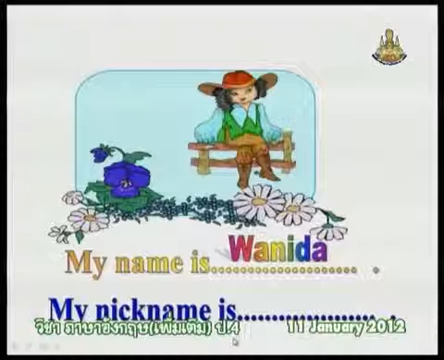 My name is Wanida................................ .
My nickname is...................... .
วิชา ภาษาอังกฤษ(เพิ่มเติม) ป.4 11 January 2012